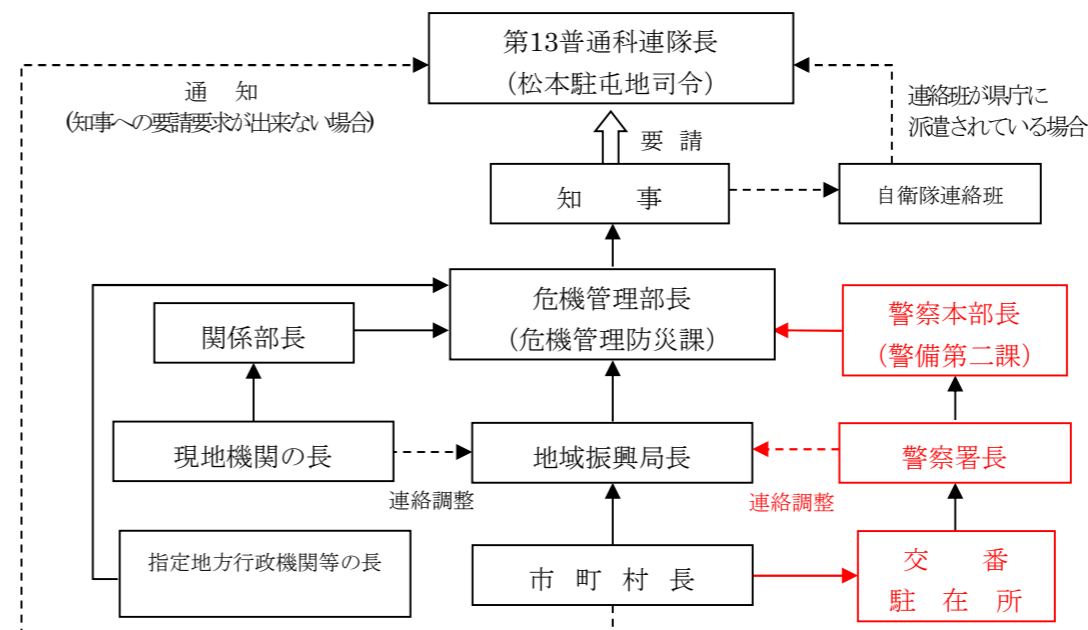 第13普通科連隊長
(松本駐屯地司令)
通　知
(知事への要請要求が出来ない場合)
連絡班が県庁に
派遣されている場合
要 請
知　　事
自衛隊連絡班
危機管理部長
(危機管理防災課)
関係部長
警察本部長
(警備第二課)
現地機関の長
地域振興局長
警察署長
連絡調整
連絡調整
指定地方行政機関等の長
市 町 村 長
交　　番
駐 在 所